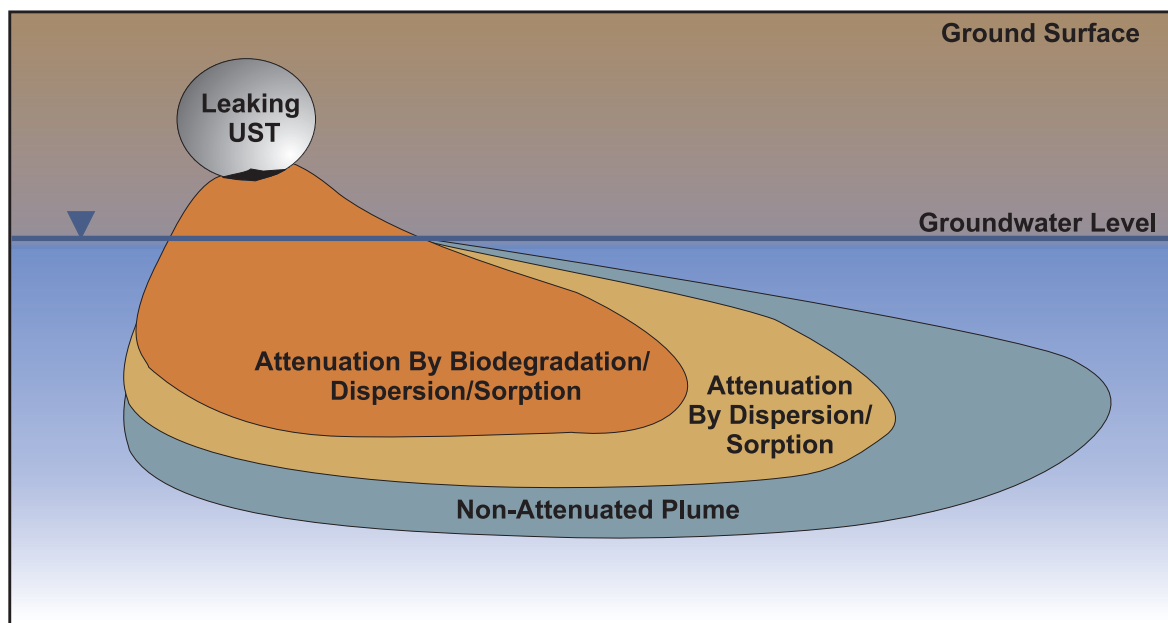 Ground Surface
Leaking
UST
Groundwater Level
Attenuation By Biodegradation/
Dispersion/Sorption
Attenuation
By Dispersion/
Sorption
Non-Attenuated Plume